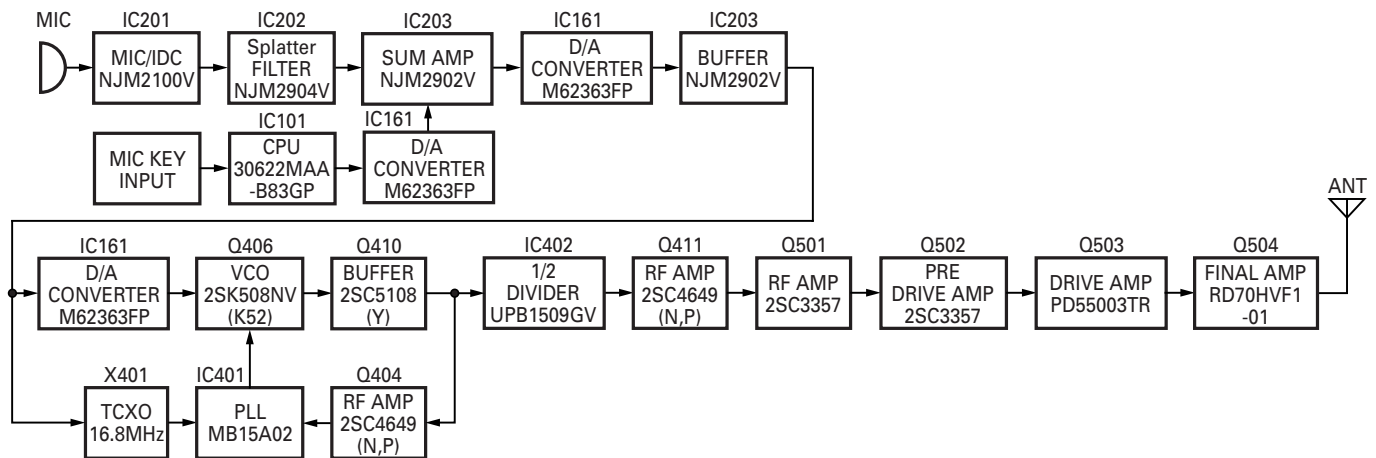 MIC
IC201
MIC/IDC
NJM2100V
IC202
Splatter
FILTER
NJM2904V
IC203
SUM AMP
NJM2902V
IC161
D/A
CONVERTER
M62363FP
IC203
BUFFER
NJM2902V
MIC KEY
INPUT
IC101
CPU
30622MAA
-B83GP
IC161
D/A
CONVERTER
M62363FP
ANT
IC161
D/A
CONVERTER
M62363FP
Q406
VCO
2SK508NV
(K52)
Q410
BUFFER
2SC5108
(Y)
IC402
1/2
DIVIDER
UPB1509GV
Q411
RF AMP
2SC4649
(N,P)
Q501
RF AMP
2SC3357
Q502
PRE
DRIVE AMP
2SC3357
Q503
DRIVE AMP
PD55003TR
Q504
FINAL AMP
RD70HVF1
-01
X401
TCXO
16.8MHz
IC401
PLL
MB15A02
Q404
RF AMP
2SC4649
(N,P)